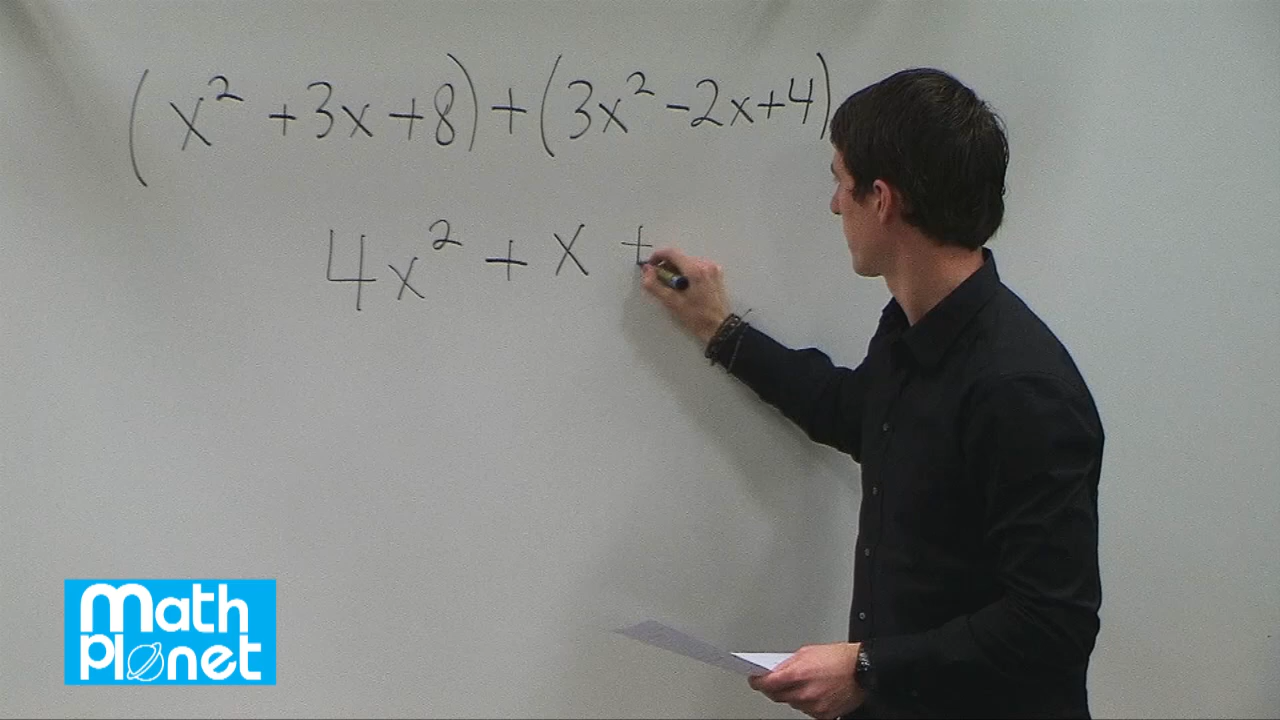 (x² + 3x + 8) + (3x² - 2x + 4)
4x² + x +
Math
Planet